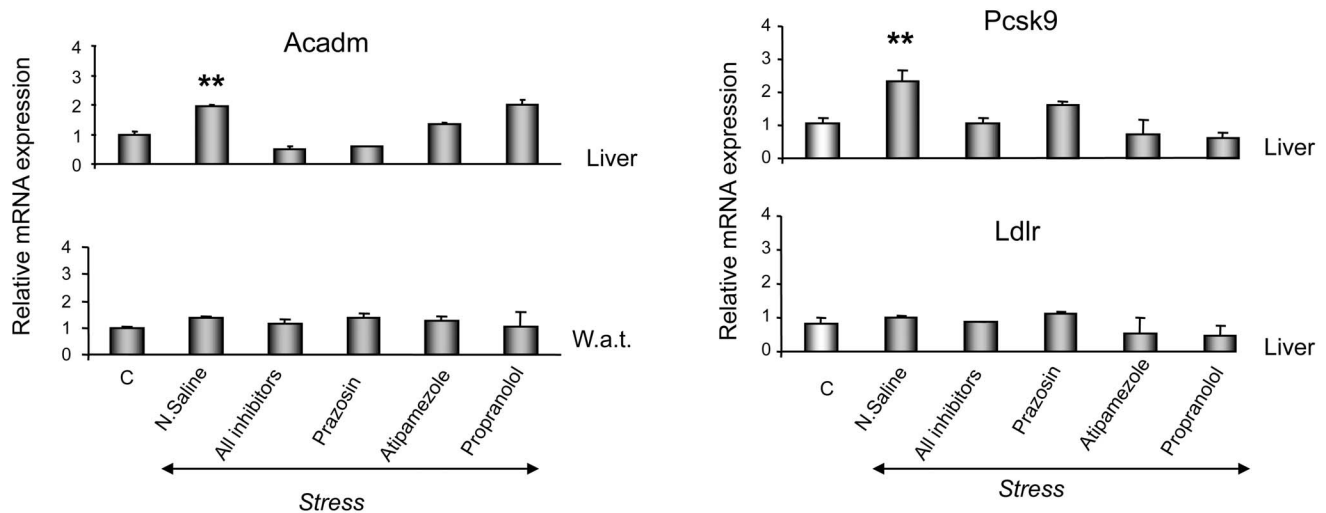 Acadm
Relative mRNA expression
4
3
2
1
0
**
Liver
4
3
2
1
0
W.a.t.
C
N.Saline
All inhibitors
Prazosin
Atipamezole
Propranolol
Stress
Pcsk9
Relative mRNA expression
4
3
2
1
0
**
Liver
Ldlr
4
3
2
1
0
Liver
C
N.Saline
All inhibitors
Prazosin
Atipamezole
Propranolol
Stress